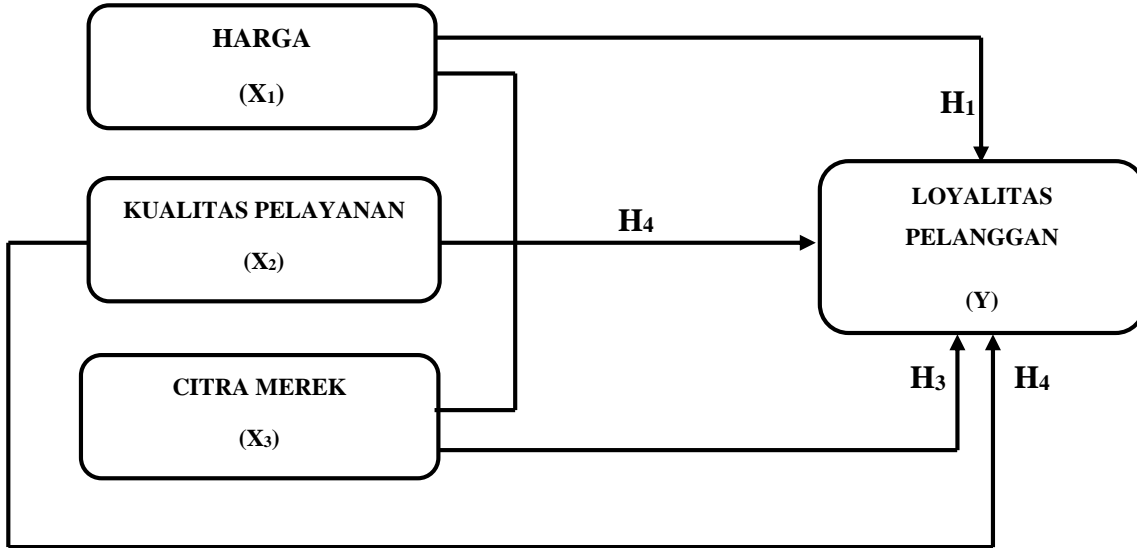 HARGA
(X₁)
H₁
KUALITAS PELAYANAN
(X₂)
H₄
LOYALITAS
PELANGGAN
(Y)
CITRA MEREK
(X₃)
H₃
H₄